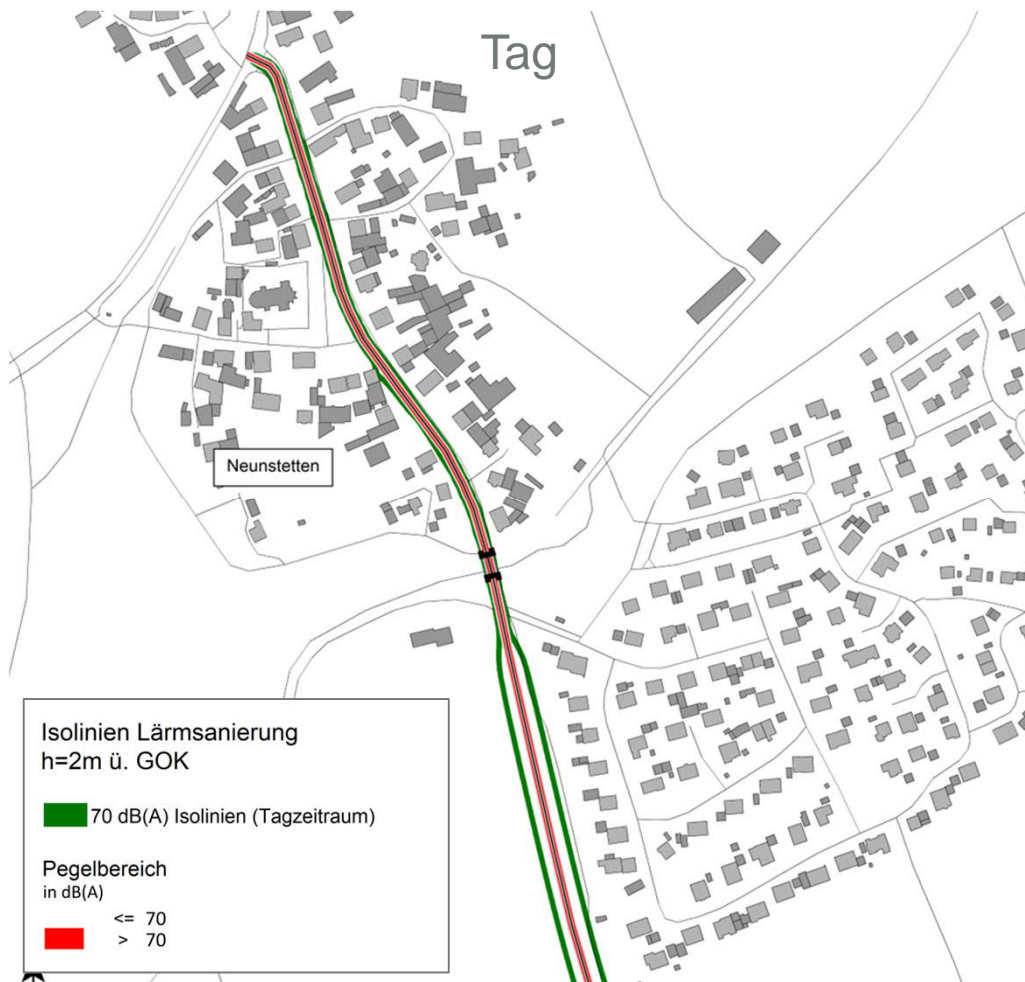 Tag
Neunstetten
Isolinien Lärmsanierung
h=2m ü. GOK
70 dB(A) Isolinien (Tagzeitraum)
Pegelbereich
in dB(A)
<= 70
> 70